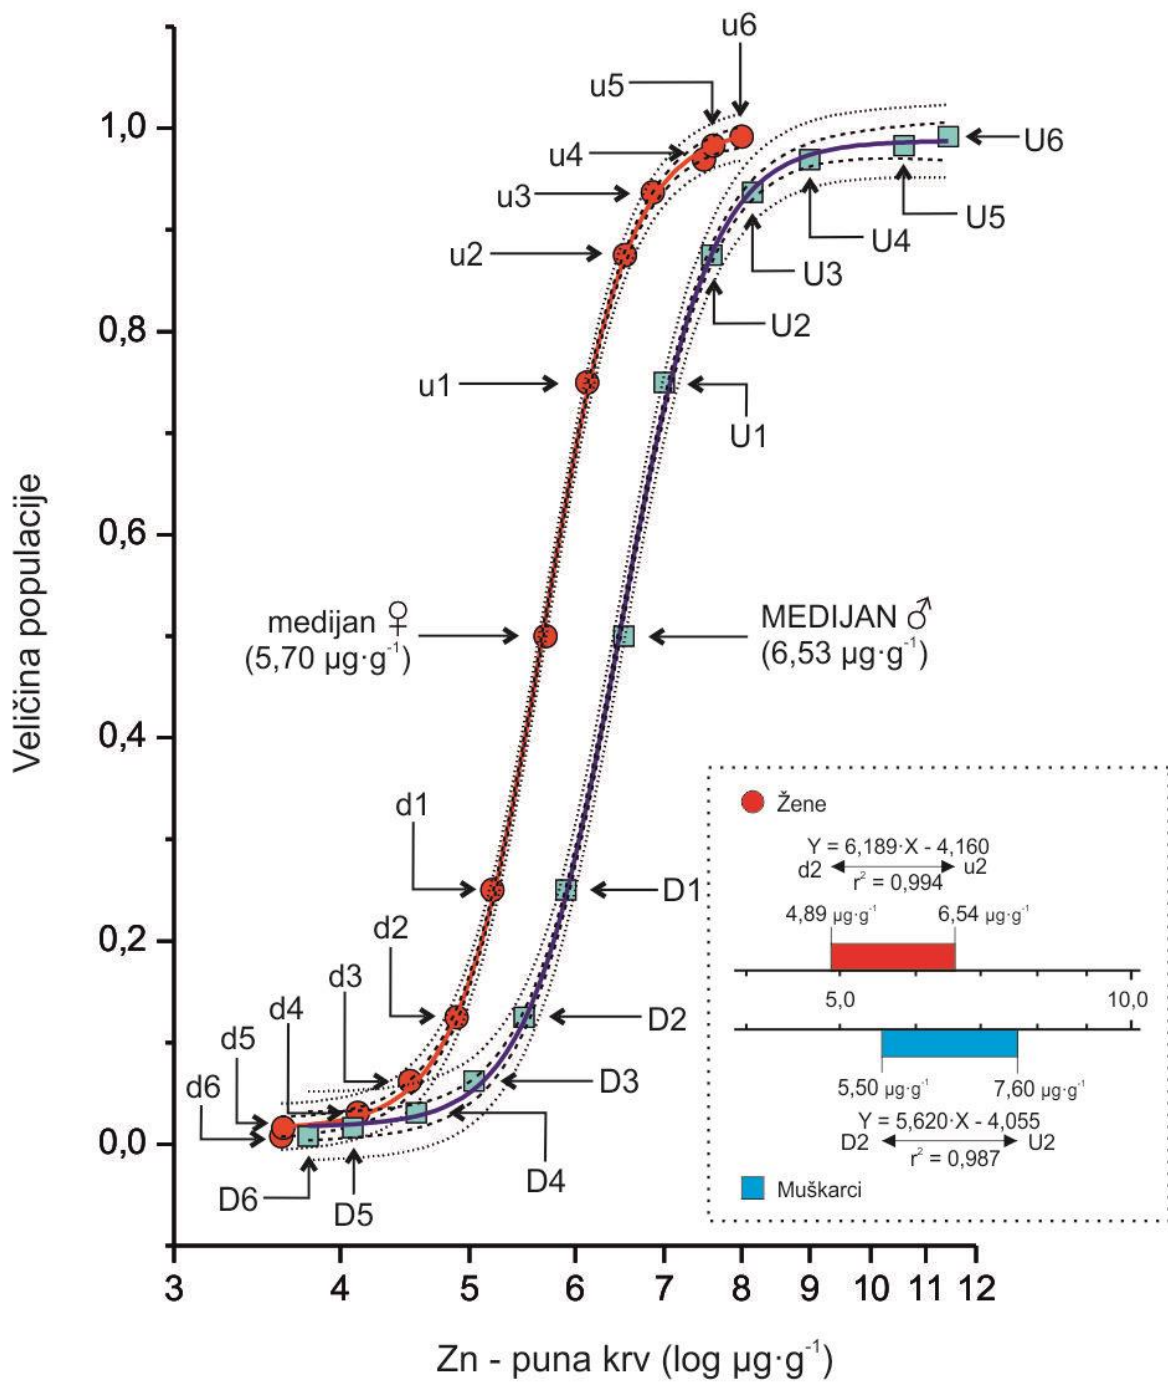 u6
u5
1,0
U6
u4
u3
U5
U4
u2
U3
U2
0,8
u1
U1
Veličina populacije
0,6
medijan ♀
(5,70 µg·g⁻¹)
MEDIJAN ♂
(6,53 µg·g⁻¹)
0,4
d1
D1
d2
0,2
d3
d4
D2
d5
d6
D3
0,0
D4
D6
D5
Žene
Y = 6,189·X - 4,160
d2 u2
r² = 0,994
4,89 µg·g⁻¹ 6,54 µg·g⁻¹
5,0 10,0
5,50 µg·g⁻¹ 7,60 µg·g⁻¹
Y = 5,620·X - 4,055
D2 U2
r² = 0,987
Muškarci
3 4 5 6 7 8 9 10 11 12
Zn - puna krv (log µg·g⁻¹)